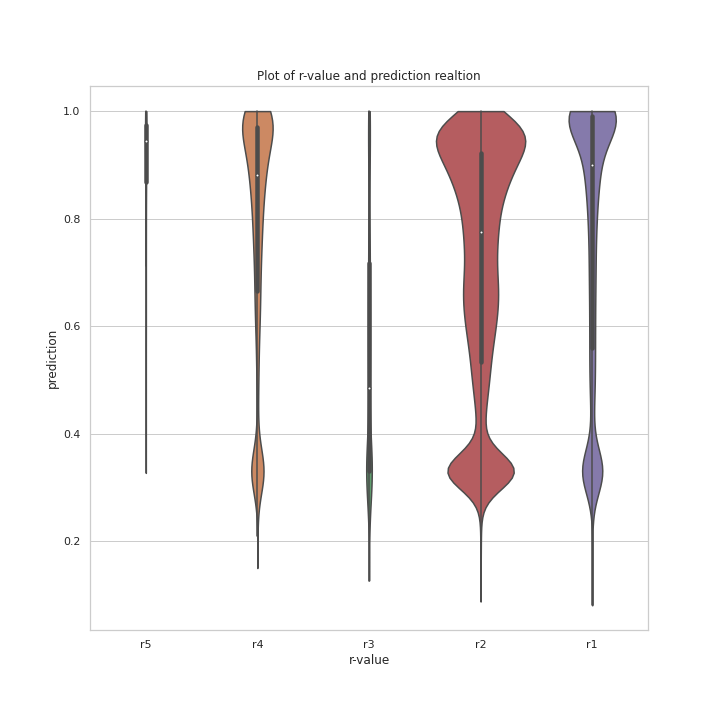 Plot of r-value and prediction realtion
1.0
0.8
0.6
0.4
0.2
prediction
r5 r4 r3 r2 r1
r-value